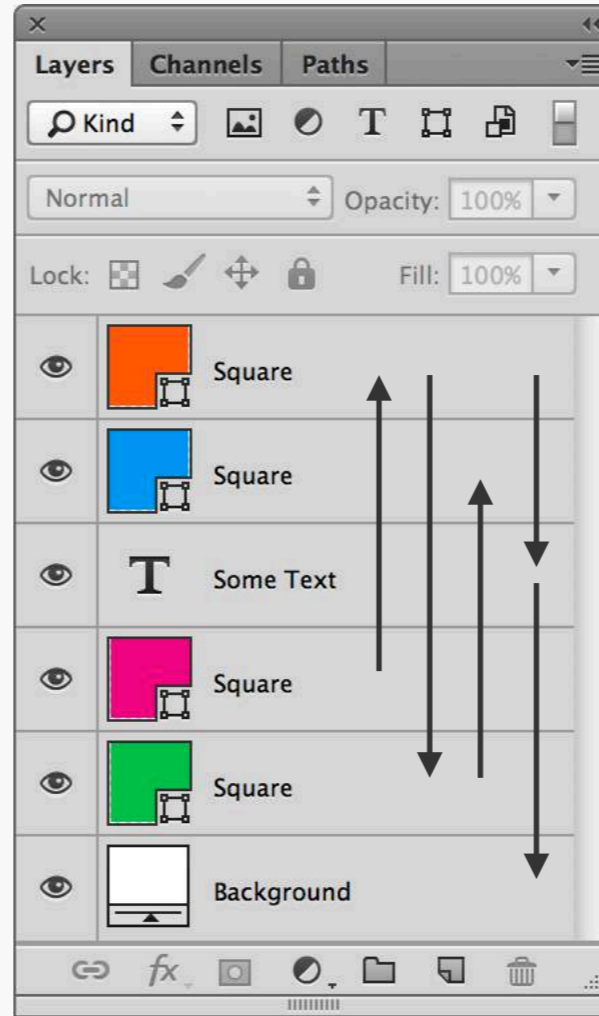 Layers Channels Paths
Kind T
Normal Opacity: 100%
Lock: Fill: 100%
Square
Square
T Some Text
Square
Square
Background
fx